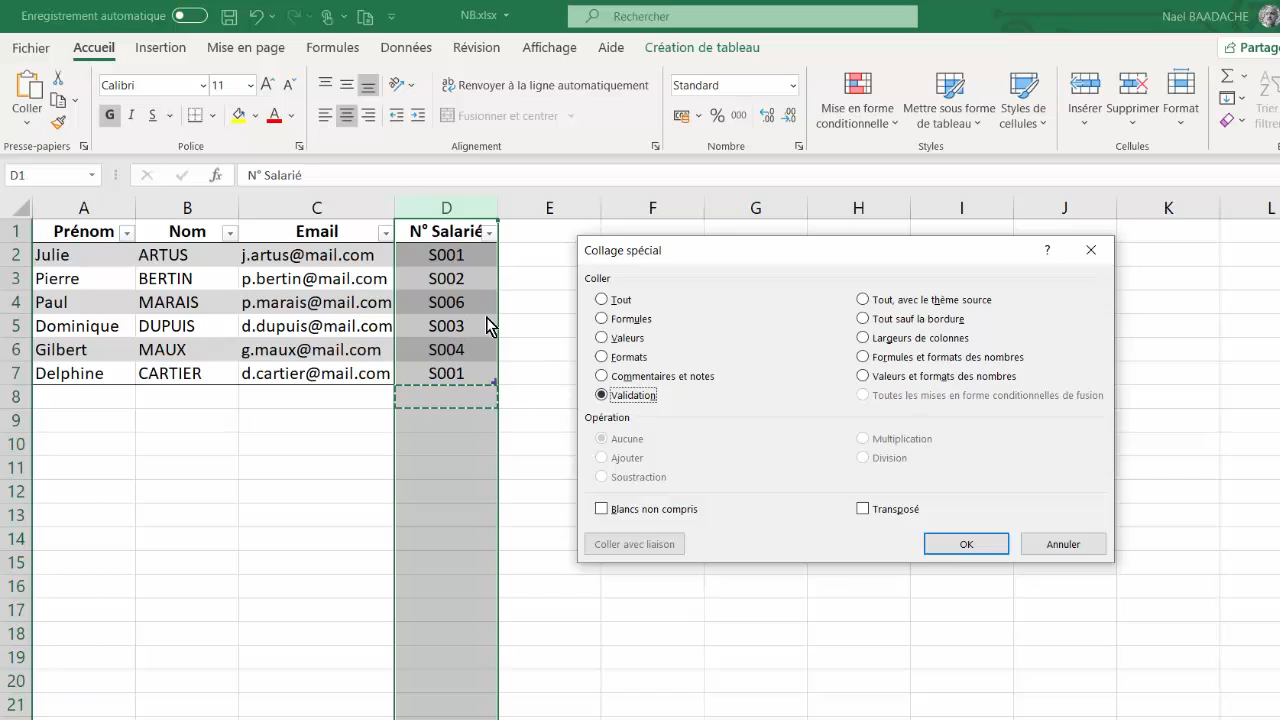 Enregistrement automatique
NB.xlsx
Rechercher
Nael BAADACHE
Fichier Accueil Insertion Mise en page Formules Données Révision Affichage Aide Création de tableau Partag
Coller
Calibri 11
G I S A
Renvoyer à la ligne automatiquement
Fusionner et centrer
Standard
% 000
Mise en forme conditionnelle
Mettre sous forme de tableau
Styles de cellules
Insérer
Supprimer
Format
Trier
filtre
Presse-papiers Police Alignement Nombre Styles Cellules
D1 fx N° Salarié
A B C D E F G H I J K L
1 Prénom Nom Email N° Salarié
2 Julie ARTUS j.artus@mail.com S001
3 Pierre BERTIN p.bertin@mail.com S002
4 Paul MARAIS p.marais@mail.com S006
5 Dominique DUPUIS d.dupuis@mail.com S003
6 Gilbert MAUX g.maux@mail.com S004
7 Delphine CARTIER d.cartier@mail.com S001
8
9
10
11
12
13
14
15
16
17
18
19
20
21
Collage spécial ?
Coller
Tout Tout, avec le thème source
Formules Tout sauf la bordure
Valeurs Largeurs de colonnes
Formats Formules et formats des nombres
Commentaires et notes Valeurs et formats des nombres
Validation Toutes les mises en forme conditionnelles de fusion
Opération
Aucune Multiplication
Ajouter Division
Soustraction
Blancs non compris Transposé
Coller avec liaison OK Annuler